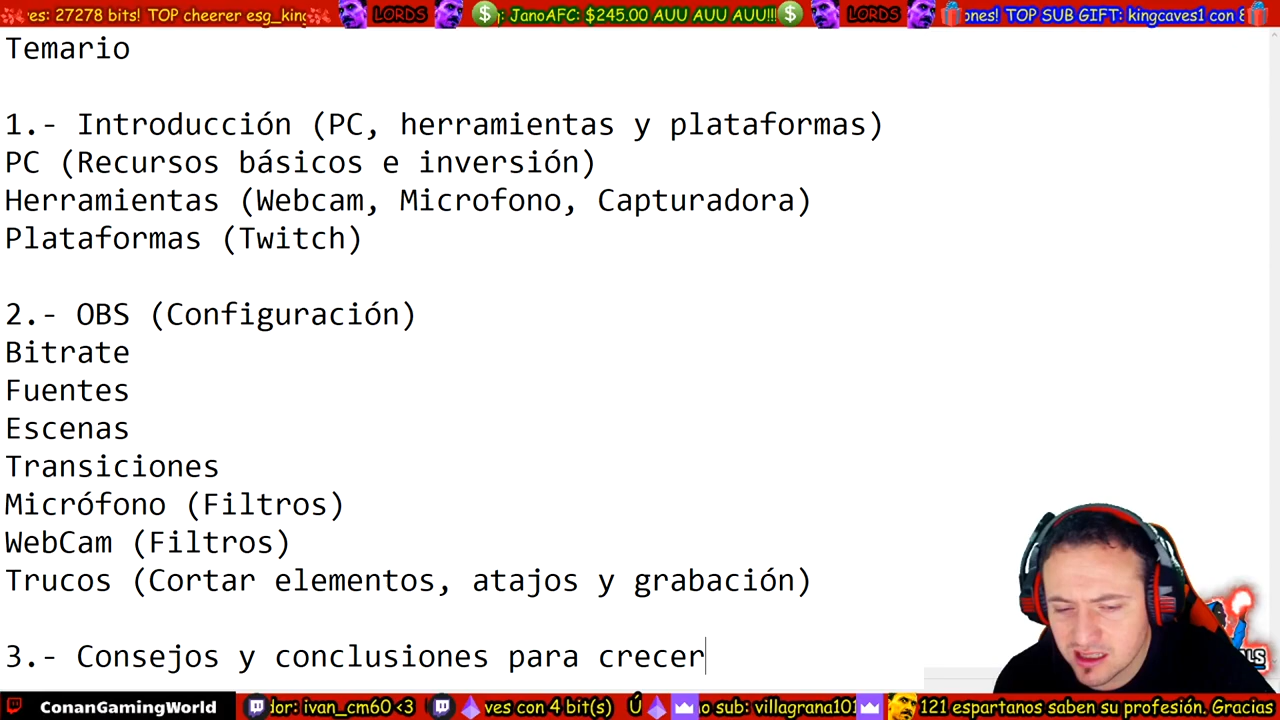 es: 27278 bits! TOP cheerer esg_king LORDS : JanoAFC: $245.00 AUU AUU AUU!!! LORDS ones! TOP SUB GIFT: kingcaves1 con
Temario
1.- Introducción (PC, herramientas y plataformas)
PC (Recursos básicos e inversión)
Herramientas (Webcam, Microfono, Capturadora)
Plataformas (Twitch)
2.- OBS (Configuración)
Bitrate
Fuentes
Escenas
Transiciones
Micrófono (Filtros)
WebCam (Filtros)
Trucos (Cortar elementos, atajos y grabación)
3.- Consejos y conclusiones para crecer
ConanGamingWorld dor: ivan_cm60 <3 ves con 4 bit(s) Ú o sub: villagrana101 121 espartanos saben su profesión. Gracias